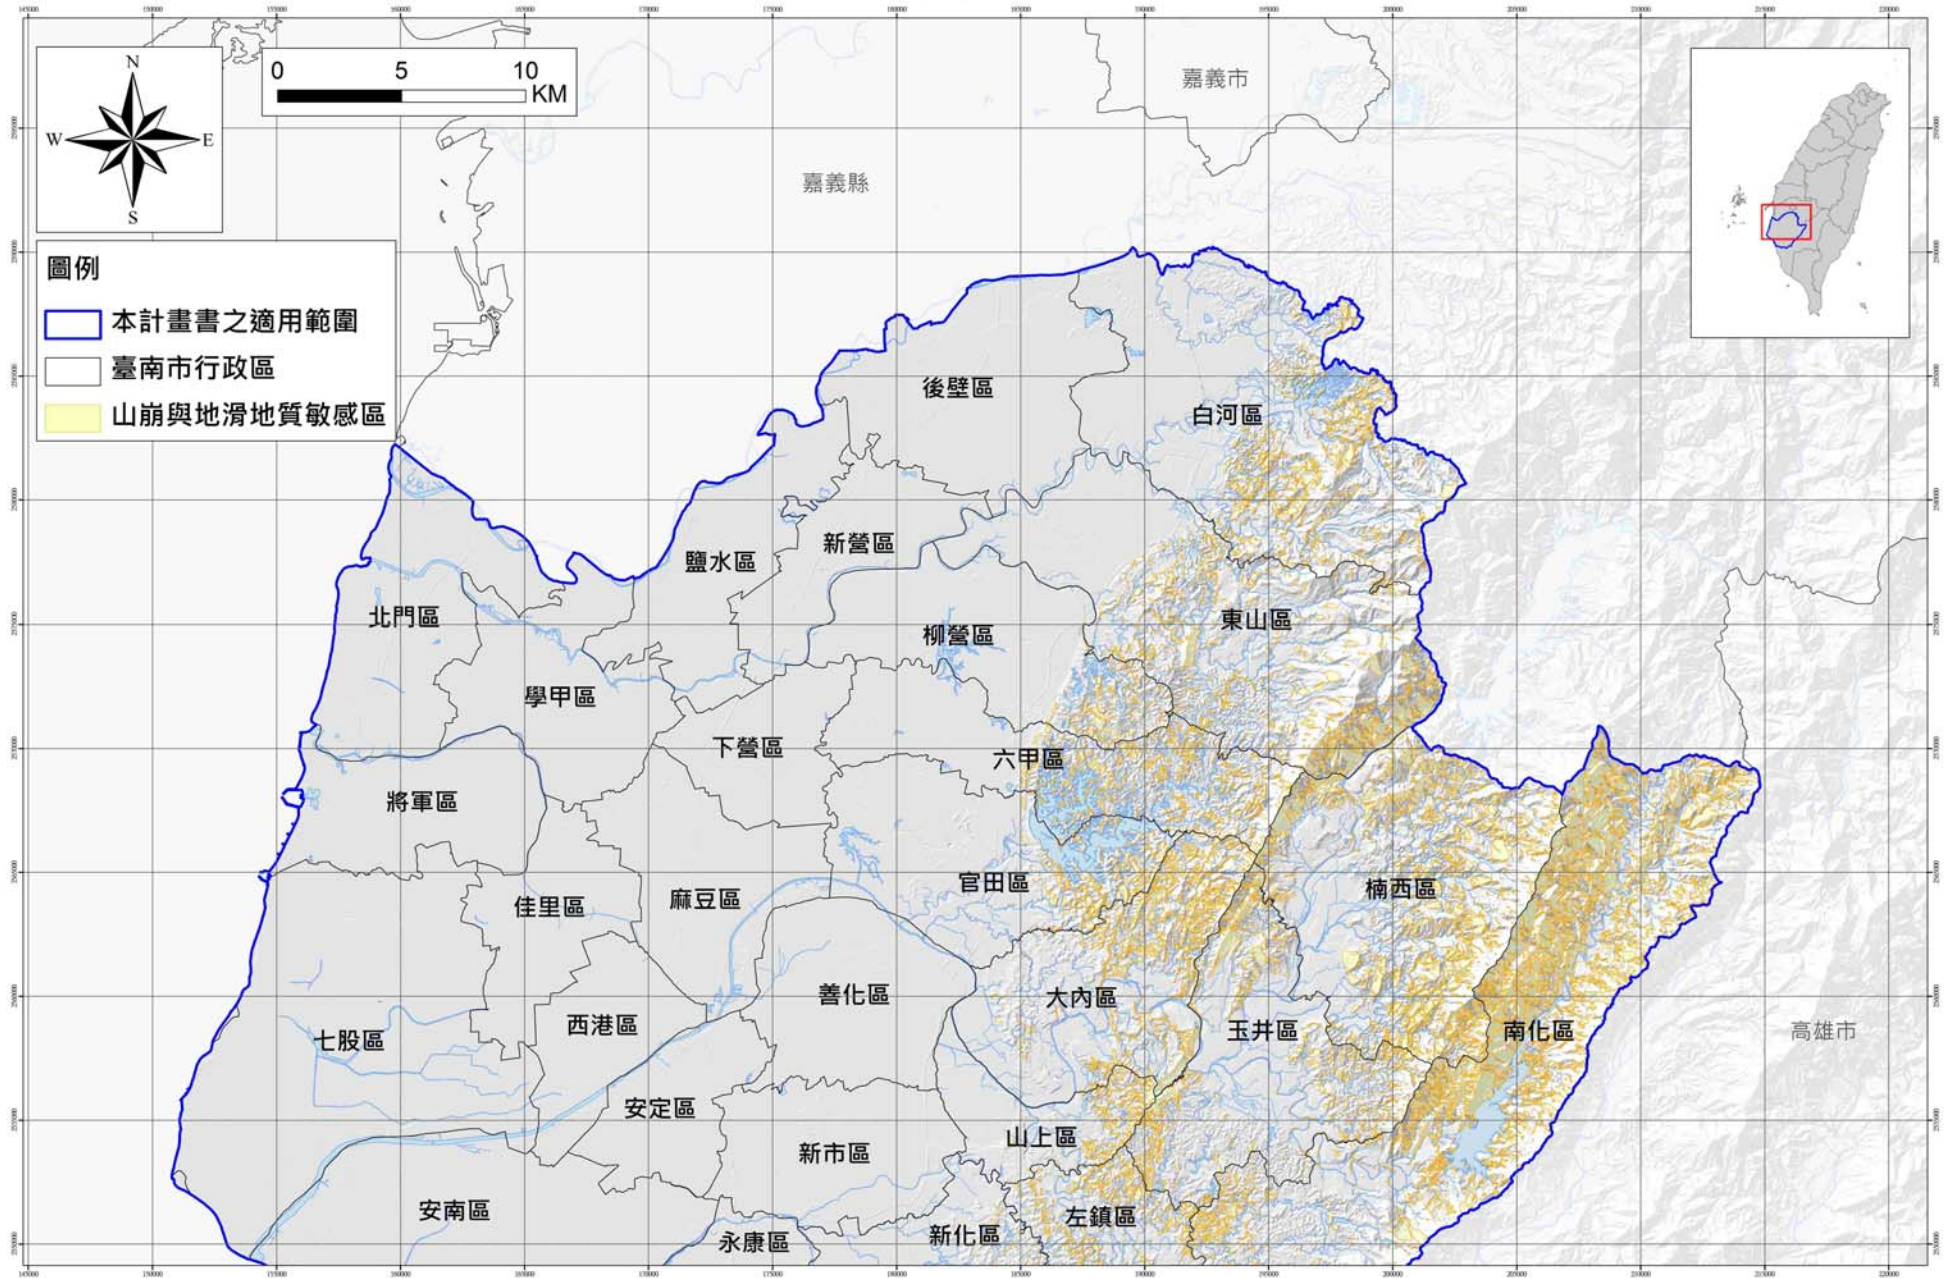 N
W
E
S
0 5 10
KM
圖例
本計畫書之適用範圍
臺南市行政區
山崩與地滑地質敏感區
嘉義市
嘉義縣
後壁區
白河區
新營區
鹽水區
北門區
東山區
柳營區
學甲區
下營區
六甲區
將軍區
官田區
楠西區
麻豆區
佳里區
善化區
大內區
西港區
玉井區
南化區
高雄市
七股區
安定區
山上區
新市區
安南區
左鎮區
新化區
永康區